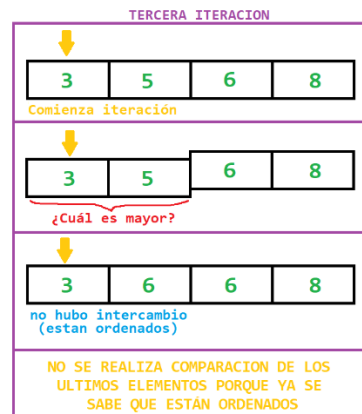 TERCERA ITERACION
3 5 6 8
Comienza iteración
3 5 6 8
¿Cuál es mayor?
3 6 6 8
no hubo intercambio
(estan ordenados)
NO SE REALIZA COMPARACION DE LOS
ULTIMOS ELEMENTOS PORQUE YA SE
SABE QUE ESTÁN ORDENADOS